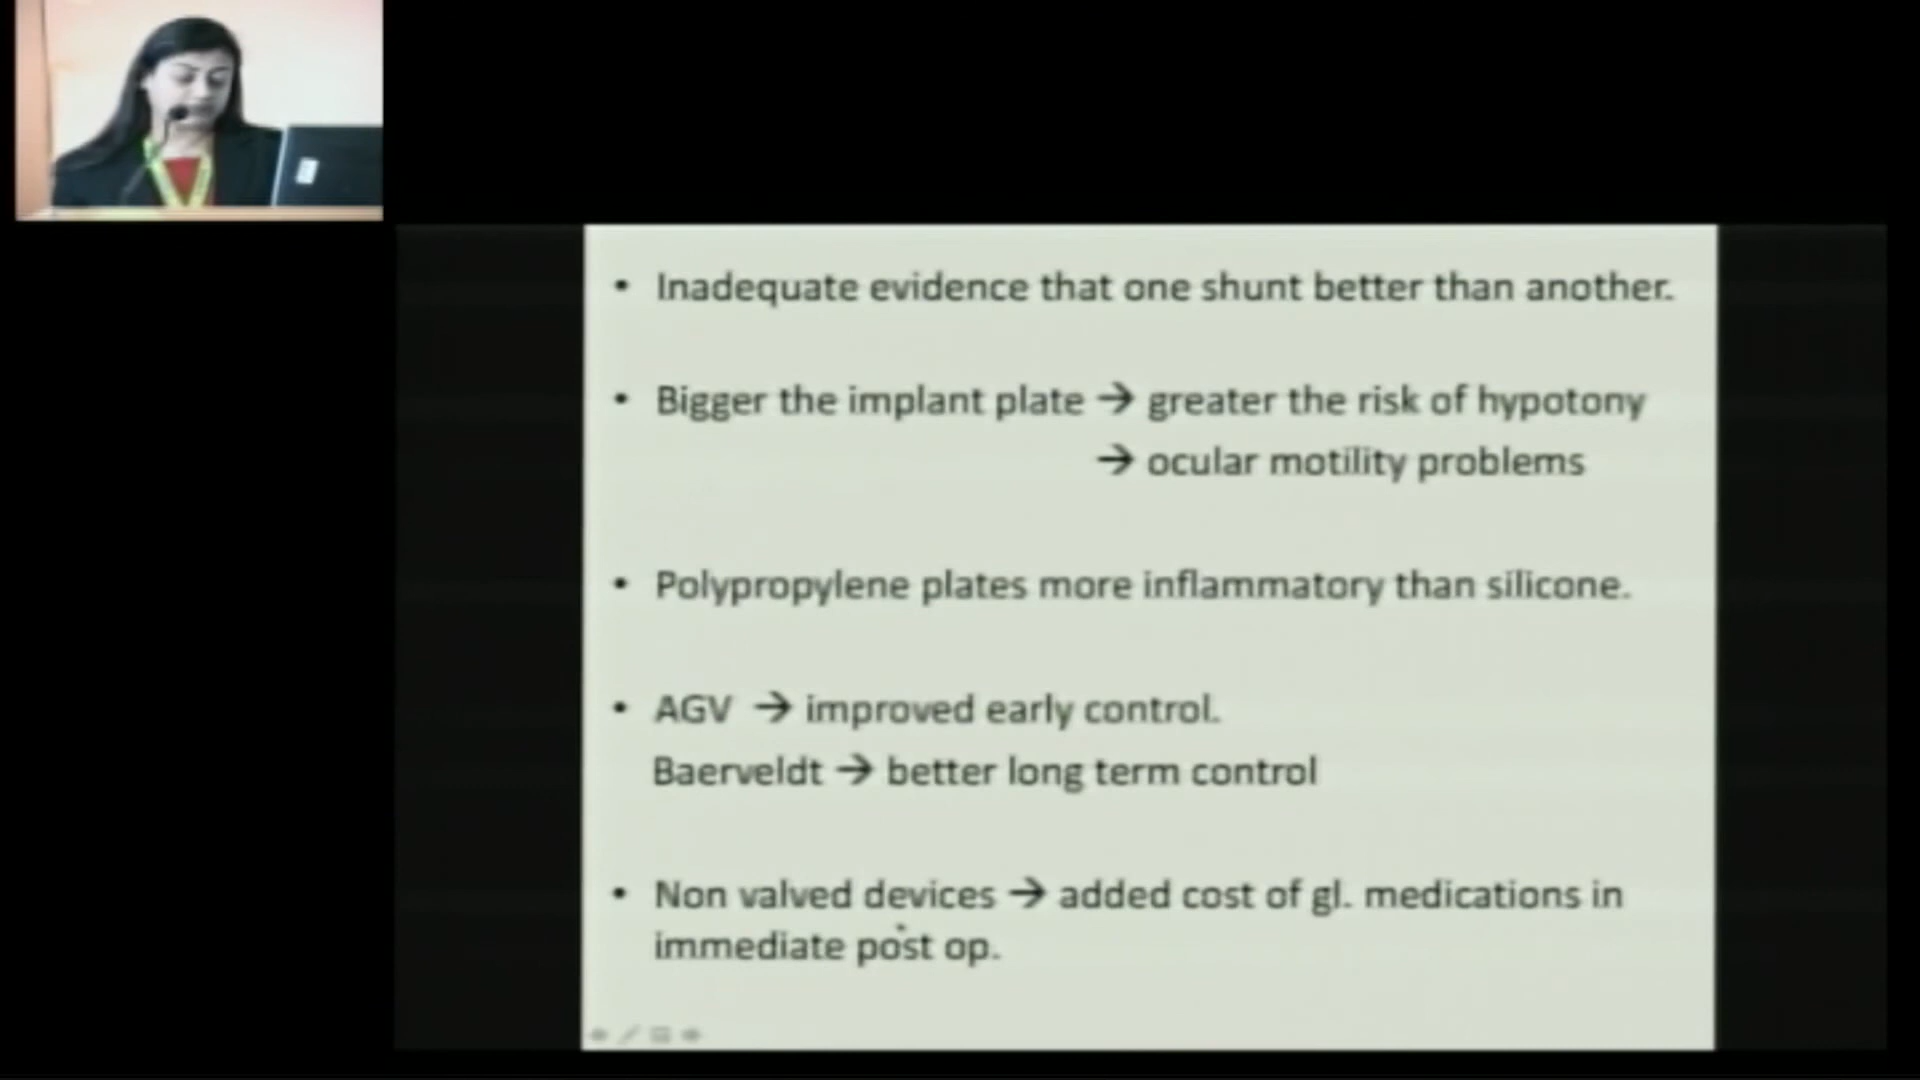 • Inadequate evidence that one shunt better than another.
• Bigger the implant plate → greater the risk of hypotony
→ ocular motility problems
• Polypropylene plates more inflammatory than silicone.
• AGV → improved early control.
Baerveldt → better long term control
• Non valved devices → added cost of gl. medications in
immediate post op.